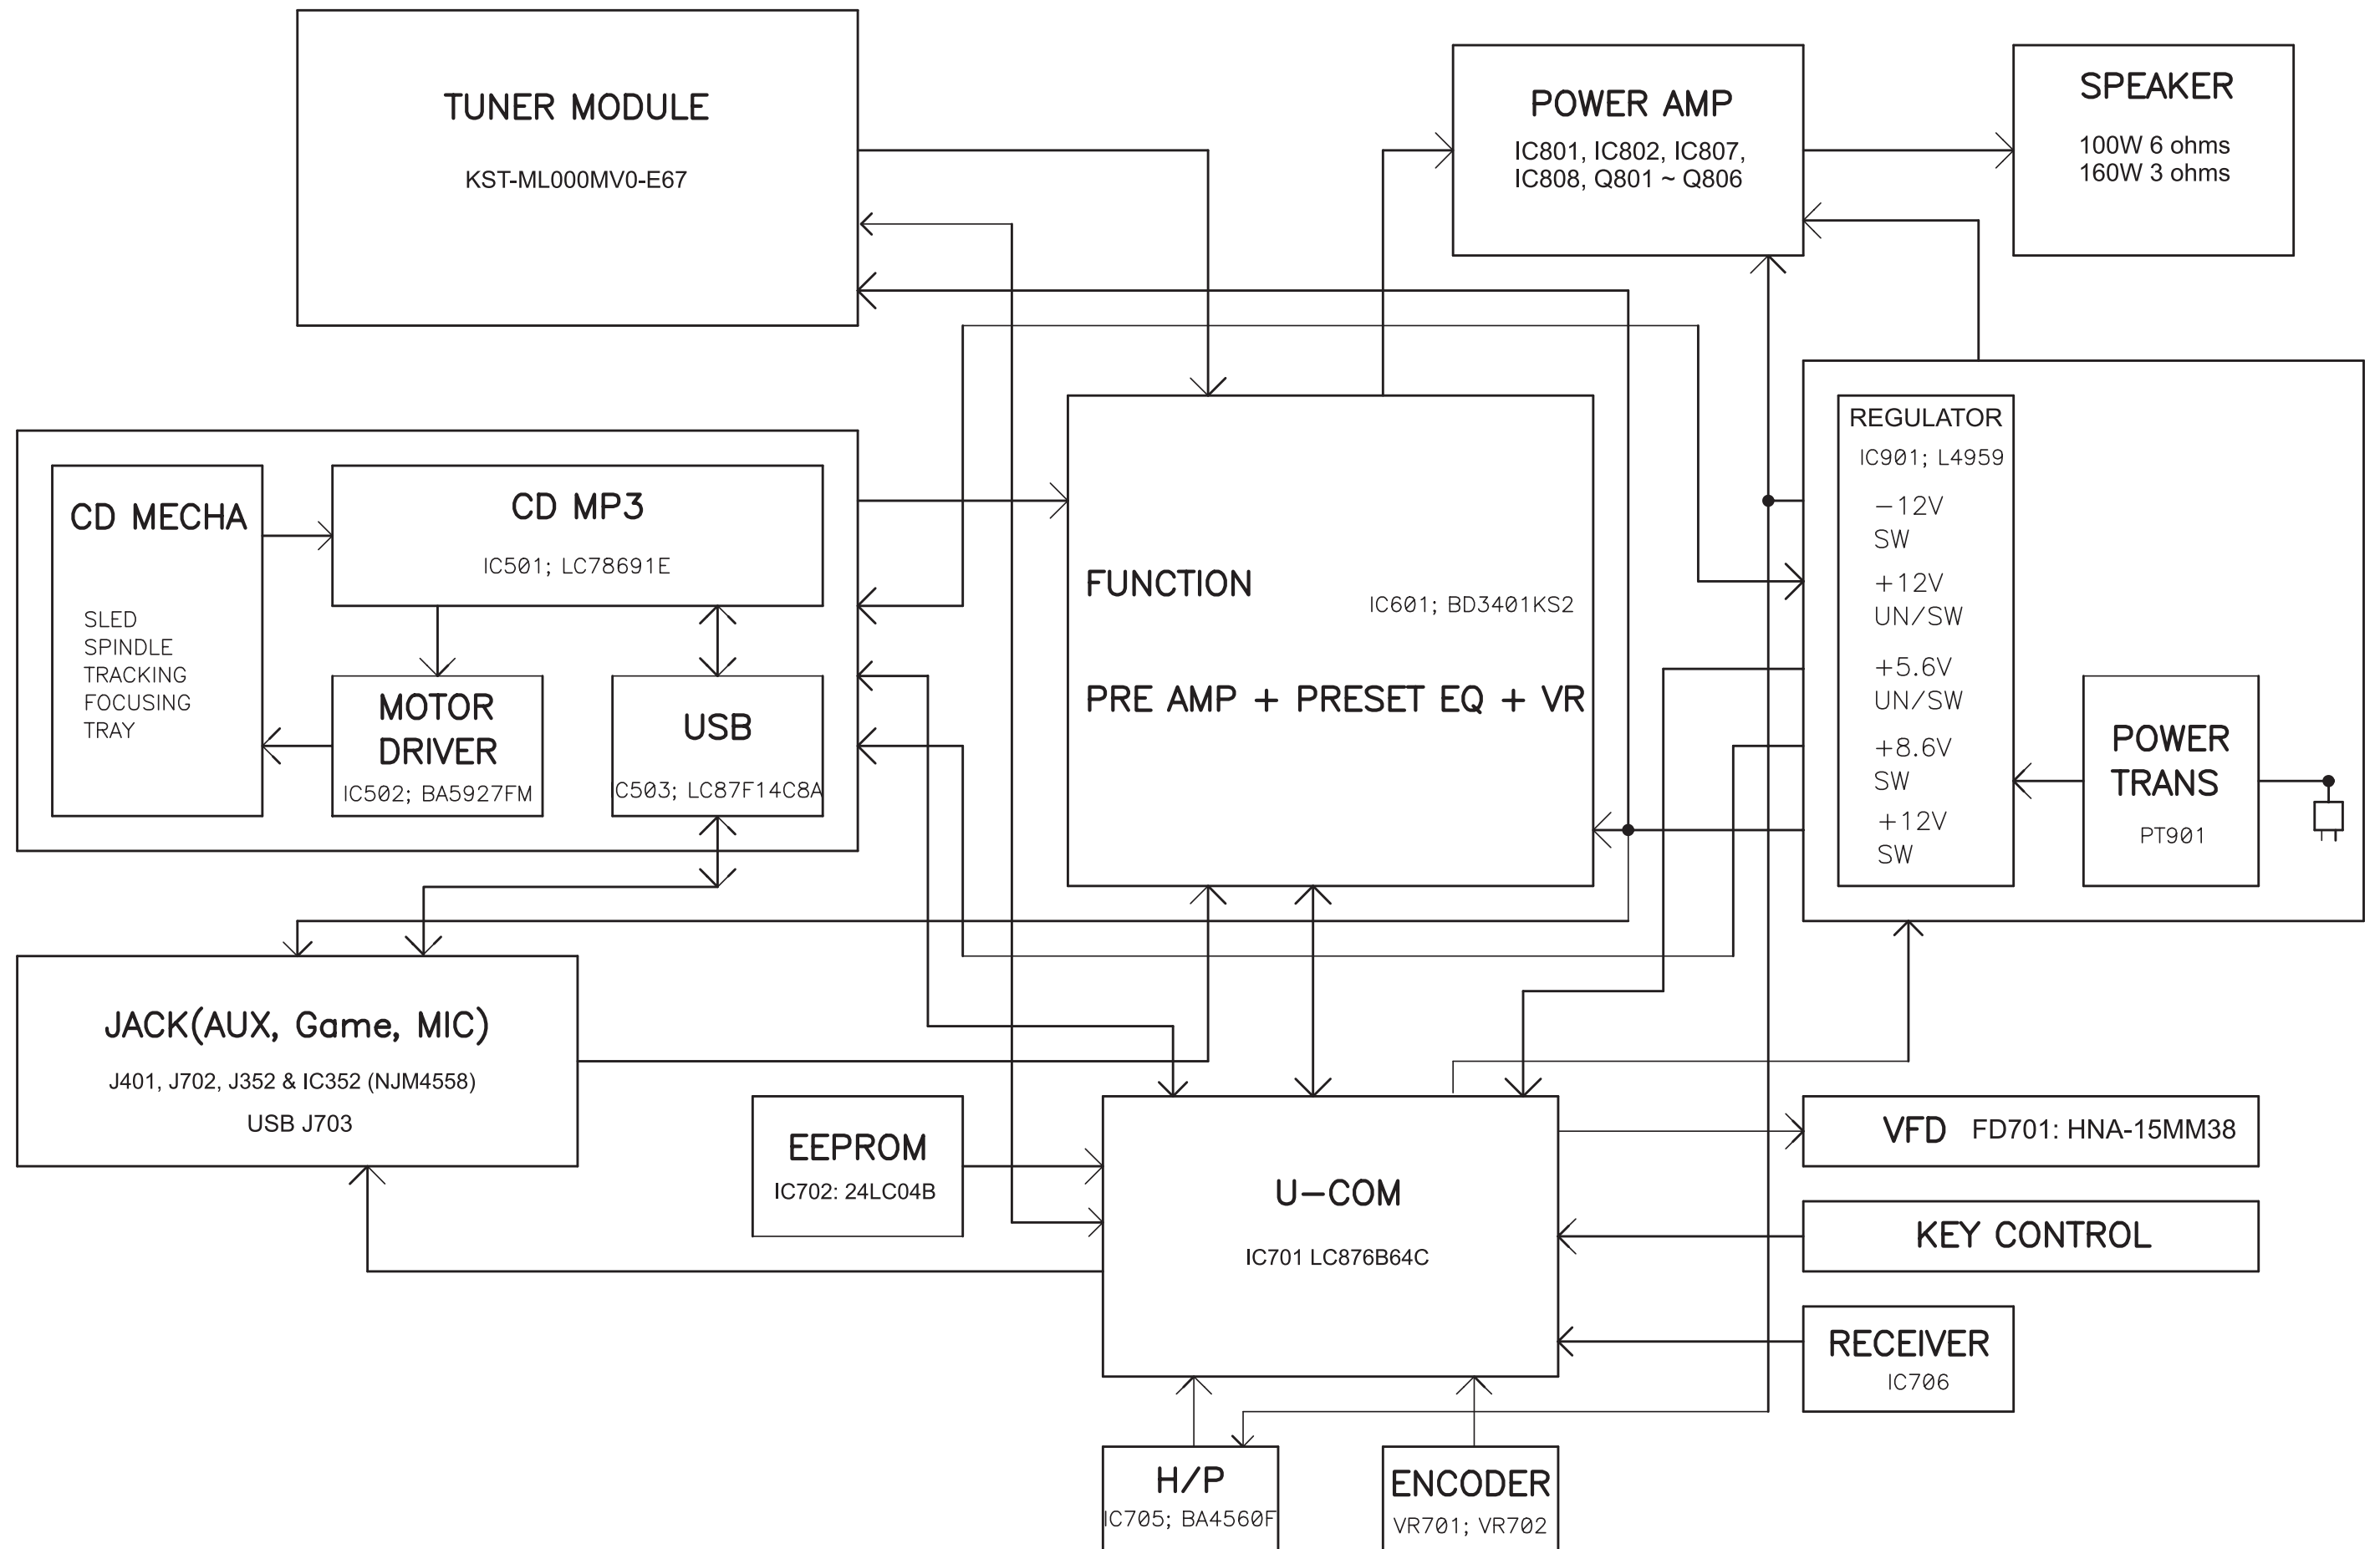 TUNER MODULE
KST-ML000MV0-E67
POWER AMP
IC801, IC802, IC807,
IC808, Q801 ~ Q806
SPEAKER
100W 6 ohms
160W 3 ohms
CD MECHA
SLED
SPINDLE
TRACKING
FOCUSING
TRAY
CD MP3
IC501; LC78691E
MOTOR
DRIVER
IC502; BA5927FM
USB
C503; LC87F14C8A
FUNCTION
IC601; BD3401KS2
PRE AMP + PRESET EQ + VR
REGULATOR
IC901; L4959
-12V
SW
+12V
UN/SW
+5.6V
UN/SW
+8.6V
SW
+12V
SW
POWER
TRANS
PT901
JACK(AUX, Game, MIC)
J401, J702, J352 & IC352 (NJM4558)
USB J703
EEPROM
IC702: 24LC04B
U-COM
IC701 LC876B64C
VFD FD701: HNA-15MM38
KEY CONTROL
RECEIVER
IC706
H/P
IC705; BA4560F
ENCODER
VR701; VR702